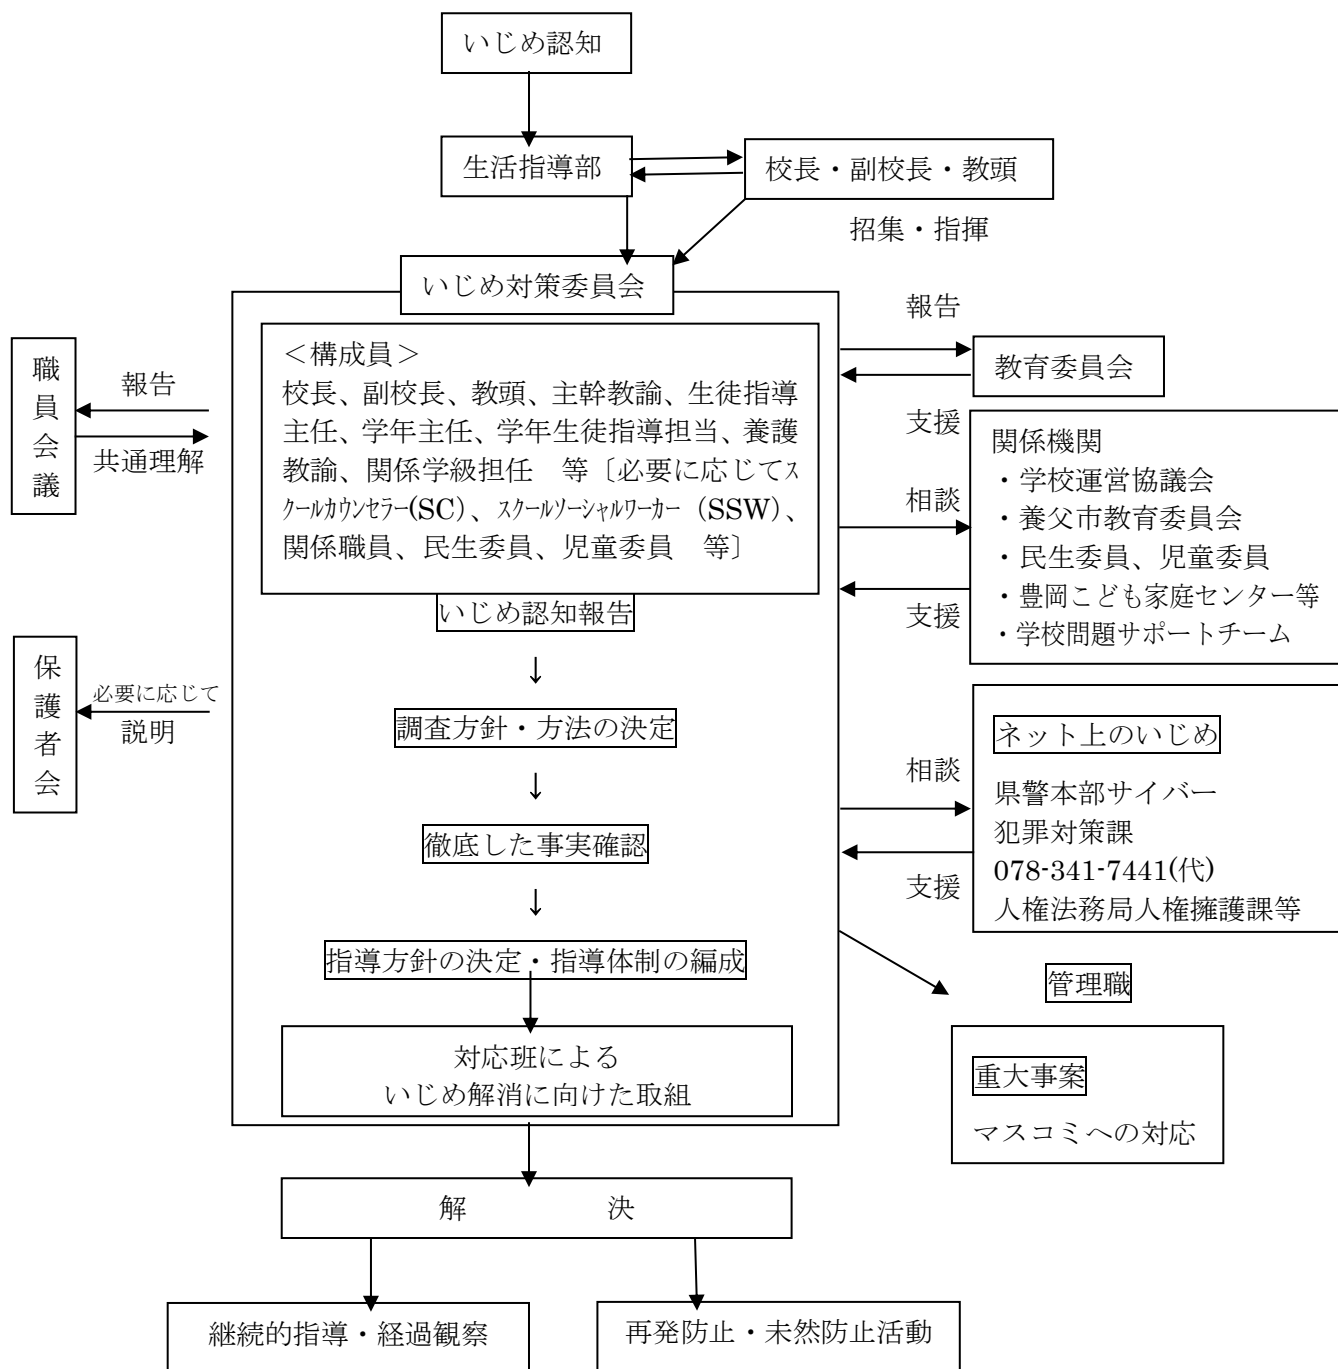 いじめ認知
生活指導部
校長・副校長・教頭
招集・指揮
いじめ対策委員会
＜構成員＞
校長、副校長、教頭、主幹教諭、生徒指導
主任、学年主任、学年生徒指導担当、養護
教諭、関係学級担任　等〔必要に応じてｽ
ｸｰﾙｶｳﾝｾﾗｰ(SC)、ｽｸｰﾙｿｰｼｬﾙﾜｰｶｰ（SSW）、
関係職員、民生委員、児童委員　等〕
職員会議
報告
共通理解
保護者会
必要に応じて
説明
いじめ認知報告
↓
調査方針・方法の決定
↓
徹底した事実確認
↓
指導方針の決定・指導体制の編成
対応班による
いじめ解消に向けた取組
報告
教育委員会
支援
関係機関
・学校運営協議会
・養父市教育委員会
・民生委員、児童委員
・豊岡こども家庭センター等
・学校問題サポートチーム
相談
支援
ネット上のいじめ
県警本部サイバー
犯罪対策課
078-341-7441(代)
人権法務局人権擁護課等
相談
支援
管理職
重大事案
マスコミへの対応
解　　　決
継続的指導・経過観察
再発防止・未然防止活動